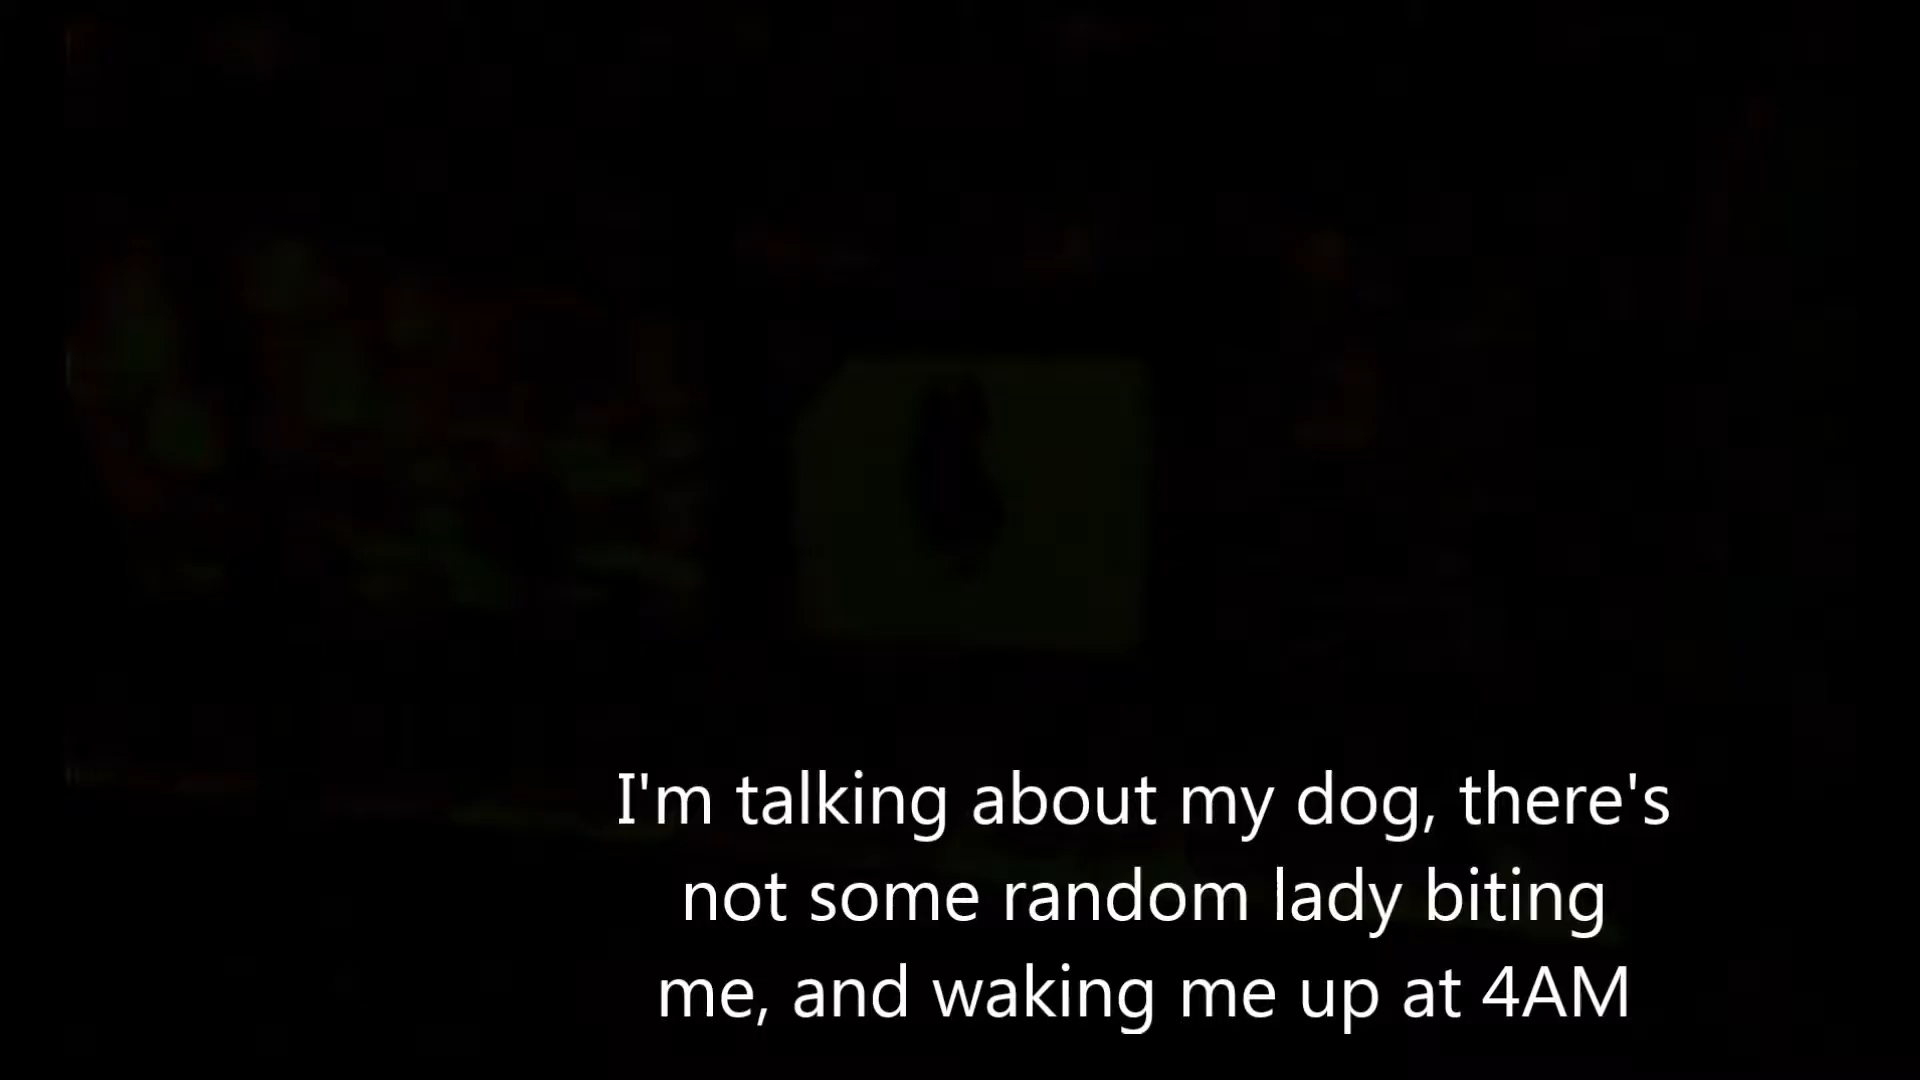 I'm talking about my dog, there's
not some random lady biting
me, and waking me up at 4AM